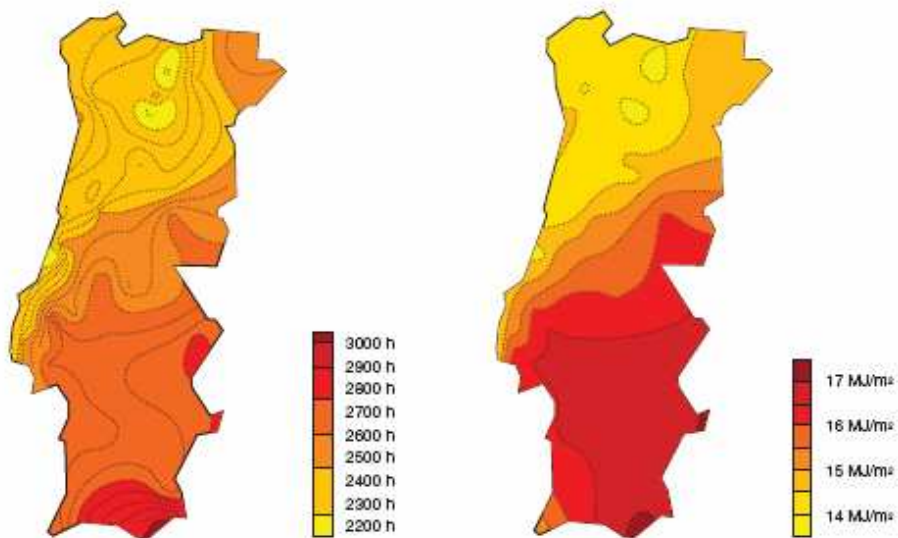 3000 h
2900 h
2800 h
2700 h
2600 h
2500 h
2400 h
2300 h
2200 h
17 MJ/m²
16 MJ/m²
15 MJ/m²
14 MJ/m²